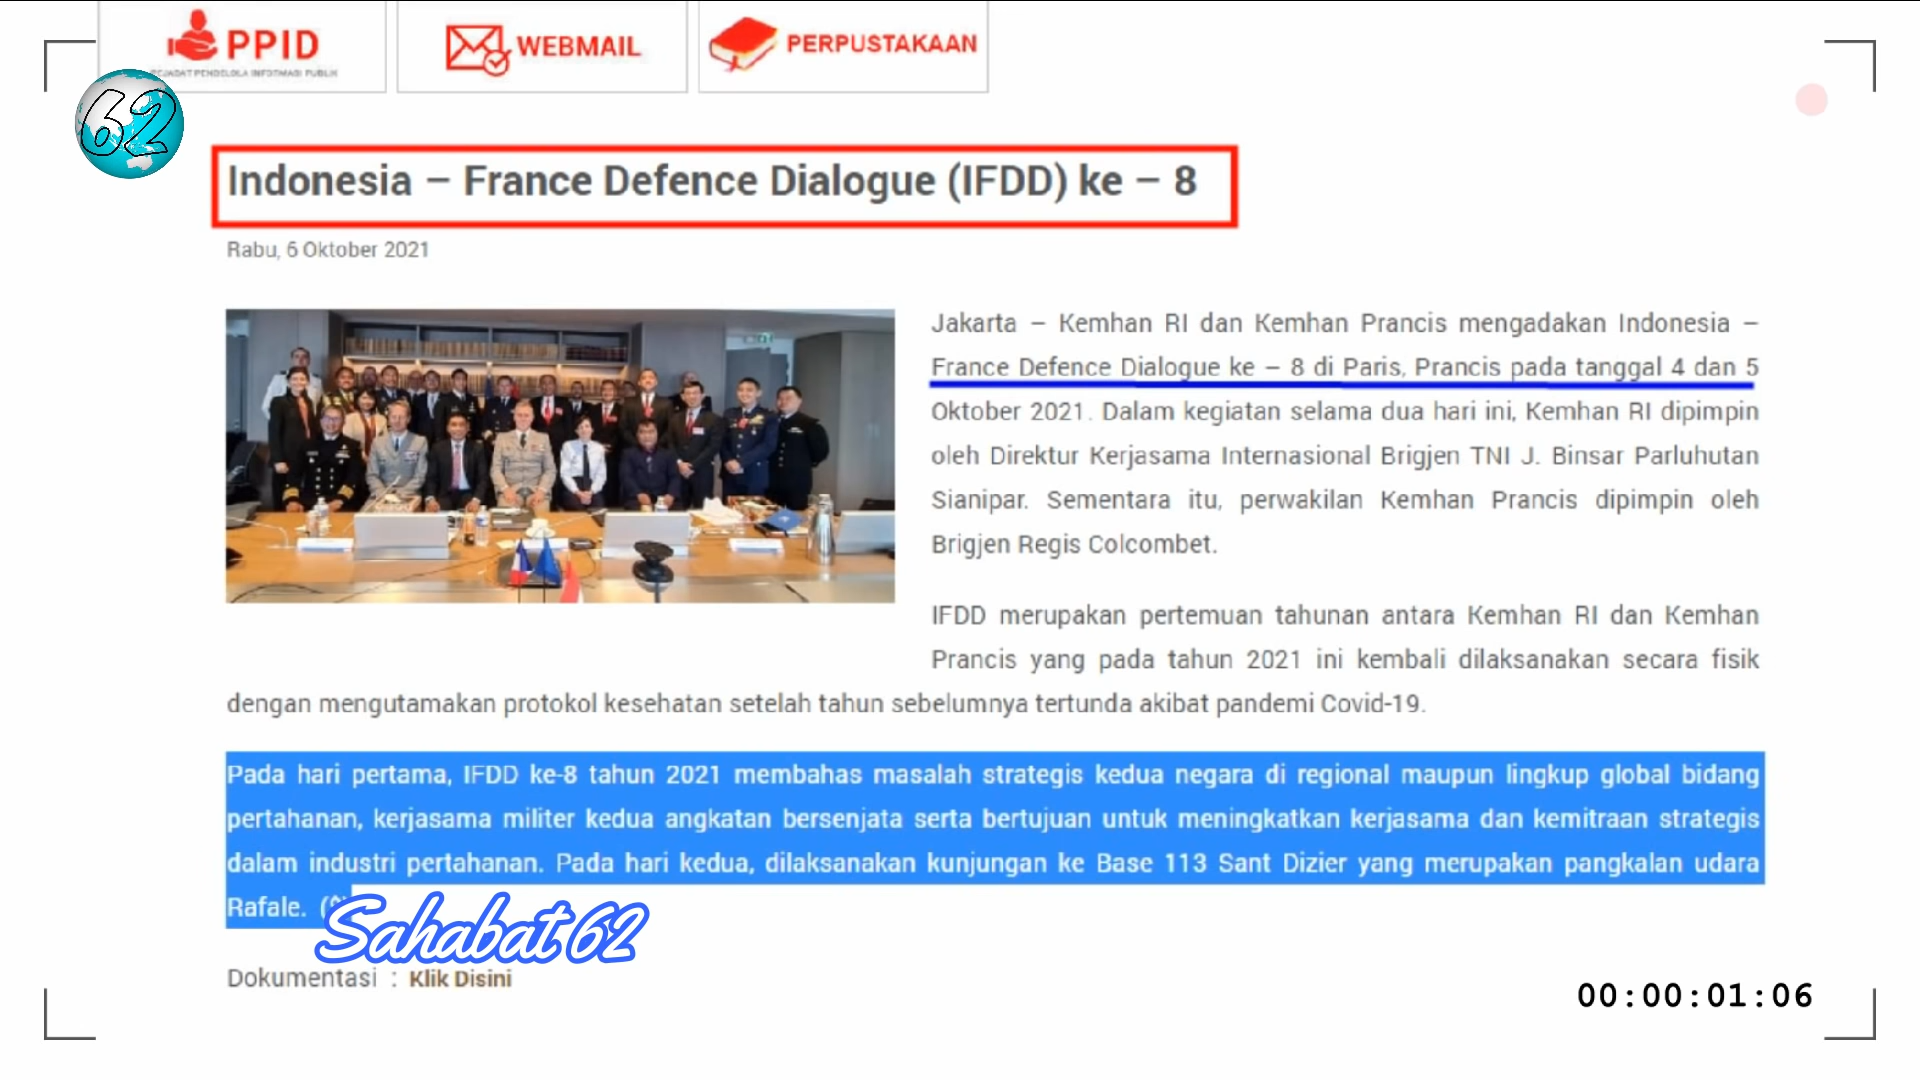 PPID
PEJABAT PENGELOLA INFORMASI PUBLIK
WEBMAIL
PERPUSTAKAAN
62
Indonesia – France Defence Dialogue (IFDD) ke – 8
Rabu, 6 Oktober 2021
Jakarta – Kemhan RI dan Kemhan Prancis mengadakan Indonesia –
France Defence Dialogue ke – 8 di Paris, Prancis pada tanggal 4 dan 5
Oktober 2021. Dalam kegiatan selama dua hari ini, Kemhan RI dipimpin
oleh Direktur Kerjasama Internasional Brigjen TNI J. Binsar Parluhutan
Sianipar. Sementara itu, perwakilan Kemhan Prancis dipimpin oleh
Brigjen Regis Colcombet.
IFDD merupakan pertemuan tahunan antara Kemhan RI dan Kemhan
Prancis yang pada tahun 2021 ini kembali dilaksanakan secara fisik
dengan mengutamakan protokol kesehatan setelah tahun sebelumnya tertunda akibat pandemi Covid-19.
Pada hari pertama, IFDD ke-8 tahun 2021 membahas masalah strategis kedua negara di regional maupun lingkup global bidang
pertahanan, kerjasama militer kedua angkatan bersenjata serta bertujuan untuk meningkatkan kerjasama dan kemitraan strategis
dalam industri pertahanan. Pada hari kedua, dilaksanakan kunjungan ke Base 113 Sant Dizier yang merupakan pangkalan udara
Rafale.
Sahabat 62
Dokumentasi : Klik Disini
00:00:01:06